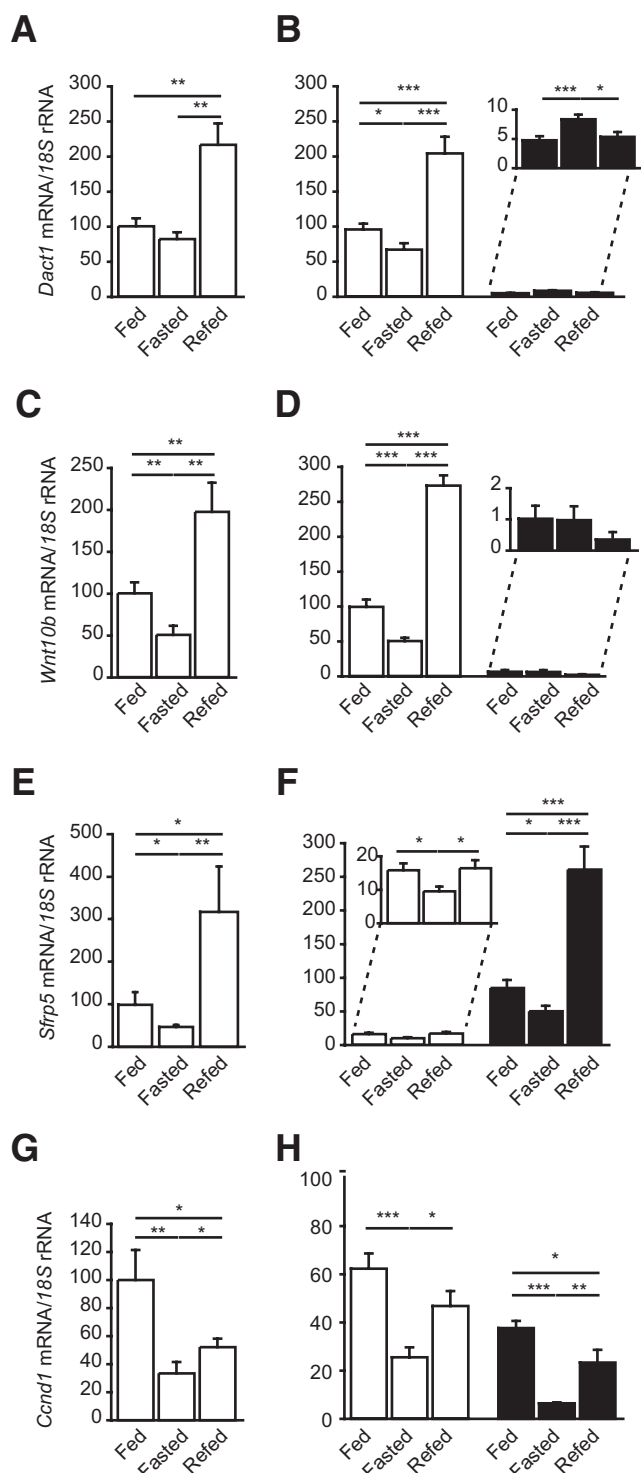 A
B
Dact1 mRNA/18S rRNA
300
250
200
150
100
50
0
**
**
Fed
Fasted
Refed
300
250
200
150
100
50
0
***
*
***
Fed
Fasted
Refed
10
5
0
***
*
Fed
Fasted
Refed
C
D
Wnt10b mRNA/18S rRNA
250
200
150
100
50
0
**
**
**
Fed
Fasted
Refed
300
250
200
150
100
50
0
***
***
***
Fed
Fasted
Refed
2
1
0
Fed
Fasted
Refed
E
F
Sfrp5 mRNA/18S rRNA
500
400
300
200
100
0
*
*
**
Fed
Fasted
Refed
300
250
200
150
100
50
0
20
10
0
*
*
Fed
Fasted
Refed
***
*
***
Fed
Fasted
Refed
G
H
Ccnd1 mRNA/18S rRNA
140
120
100
80
60
40
20
0
*
**
*
Fed
Fasted
Refed
60
80
60
40
20
0
***
*
Fed
Fasted
Refed
*
***
**
Fed
Fasted
Refed